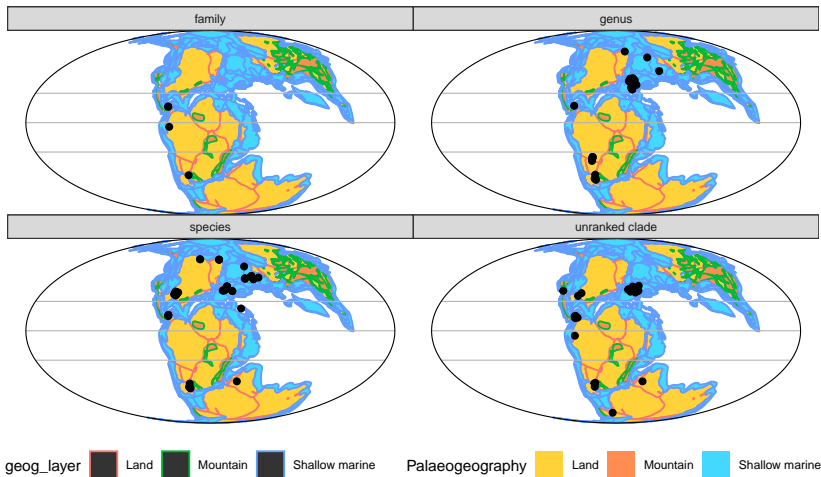 family
genus
species
unranked clade
geog_layer Land Mountain Shallow marine
Palaeogeography Land Mountain Shallow marine